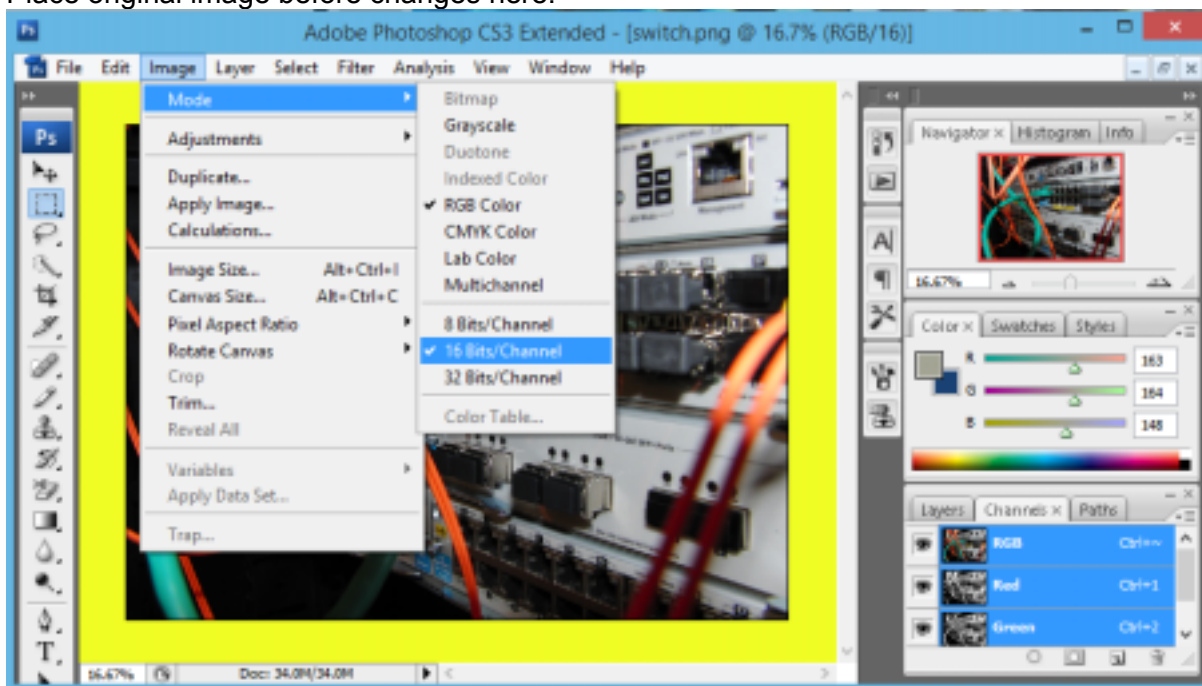 Place original image before changes here:
Ps Adobe Photoshop CS3 Extended - [switch.png @ 16.7% (RGB/16)]
File Edit Image Layer Select Filter Analysis View Window Help
Mode
Adjustments
Duplicate...
Apply Image...
Calculations...
Image Size... Alt+Ctrl+I
Canvas Size... Alt+Ctrl+C
Pixel Aspect Ratio
Rotate Canvas
Crop
Trim...
Reveal All
Variables
Apply Data Set...
Trap...
Bitmap
Grayscale
Duotone
Indexed Color
RGB Color
CMYK Color
Lab Color
Multichannel
8 Bits/Channel
16 Bits/Channel
32 Bits/Channel
Color Table...
Ps
T
A
Management
Navigator Histogram Info
16.67%
Color Swatches Styles
R 163
G 164
B 148
Layers Channels Paths
RGB Ctrl+~
Red Ctrl+1
Green Ctrl+2
16.67% Doc: 34.0M/34.0M